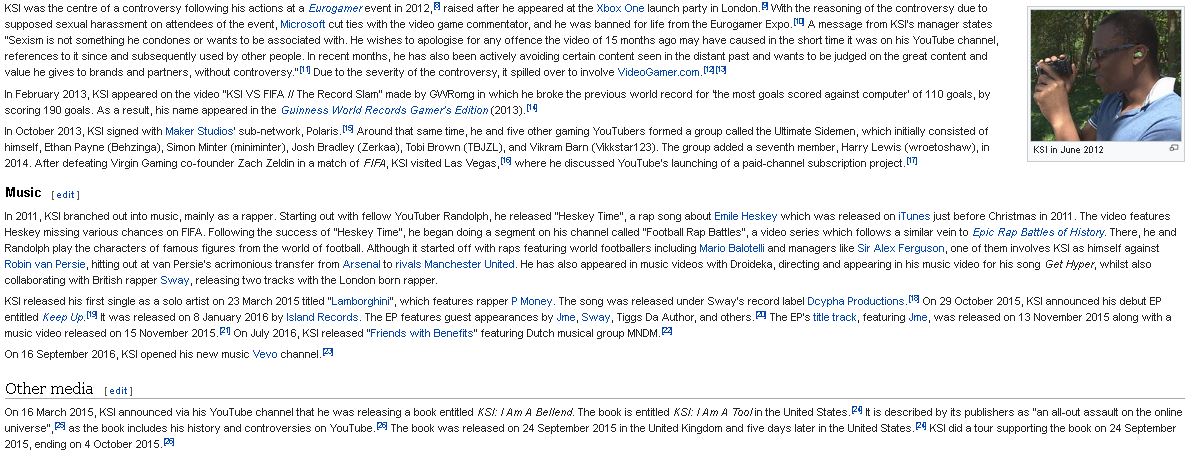 KSI was the centre of a controversy following his actions at a Eurogamer event in 2012,[8] raised after he appeared at the Xbox One launch party in London.[9] With the reasoning of the controversy due to
supposed sexual harassment on attendees of the event, Microsoft cut ties with the video game commentator, and he was banned for life from the Eurogamer Expo.[10] A message from KSI's manager states
"Sexism is not something he condones or wants to be associated with. He wishes to apologise for any offence the video of 15 months ago may have caused in the short time it was on his YouTube channel,
references to it since and subsequently used by other people. In recent months, he has also been actively avoiding certain content seen in the distant past and wants to be judged on the great content and
value he gives to brands and partners, without controversy."[11] Due to the severity of the controversy, it spilled over to involve VideoGamer.com.[12][13]
In February 2013, KSI appeared on the video "KSI VS FIFA // The Record Slam" made by GWRomg in which he broke the previous world record for 'the most goals scored against computer' of 110 goals, by
scoring 190 goals. As a result, his name appeared in the Guinness World Records Gamer's Edition (2013).[14]
In October 2013, KSI signed with Maker Studios' sub-network, Polaris.[15] Around that same time, he and five other gaming YouTubers formed a group called the Ultimate Sidemen, which initially consisted of
himself, Ethan Payne (Behzinga), Simon Minter (miniminter), Josh Bradley (Zerkaa), Tobi Brown (TBJZL), and Vikram Barn (Vikkstar123). The group added a seventh member, Harry Lewis (wroetoshaw), in
2014. After defeating Virgin Gaming co-founder Zach Zeldin in a match of FIFA, KSI visited Las Vegas,[16] where he discussed YouTube's launching of a paid-channel subscription project.[17]
KSI in June 2012
Music [ edit ]
In 2011, KSI branched out into music, mainly as a rapper. Starting out with fellow YouTuber Randolph, he released "Heskey Time", a rap song about Emile Heskey which was released on iTunes just before Christmas in 2011. The video features
Heskey missing various chances on FIFA. Following the success of "Heskey Time", he began doing a segment on his channel called "Football Rap Battles", a video series which follows a similar vein to Epic Rap Battles of History. There, he and
Randolph play the characters of famous figures from the world of football. Although it started off with raps featuring world footballers including Mario Balotelli and managers like Sir Alex Ferguson, one of them involves KSI as himself against
Robin van Persie, hitting out at van Persie's acrimonious transfer from Arsenal to rivals Manchester United. He has also appeared in music videos with Droideka, directing and appearing in his music video for his song Get Hyper, whilst also
collaborating with British rapper Sway, releasing two tracks with the London born rapper.
KSI released his first single as a solo artist on 23 March 2015 titled "Lamborghini", which features rapper P Money. The song was released under Sway's record label Dcypha Productions.[18] On 29 October 2015, KSI announced his debut EP
entitled Keep Up.[19] It was released on 8 January 2016 by Island Records. The EP features guest appearances by Jme, Sway, Tiggs Da Author, and others.[20] The EP's title track, featuring Jme, was released on 13 November 2015 along with a
music video released on 15 November 2015.[21] On July 2016, KSI released "Friends with Benefits" featuring Dutch musical group MNDM.[22]
On 16 September 2016, KSI opened his new music Vevo channel.[23]
Other media [ edit ]
On 16 March 2015, KSI announced via his YouTube channel that he was releasing a book entitled KSI: I Am A Bellend. The book is entitled KSI: I Am A Tool in the United States.[24] It is described by its publishers as "an all-out assault on the online
universe",[25] as the book includes his history and controversies on YouTube.[26] The book was released on 24 September 2015 in the United Kingdom and five days later in the United States.[24] KSI did a tour supporting the book on 24 September
2015, ending on 4 October 2015.[26]